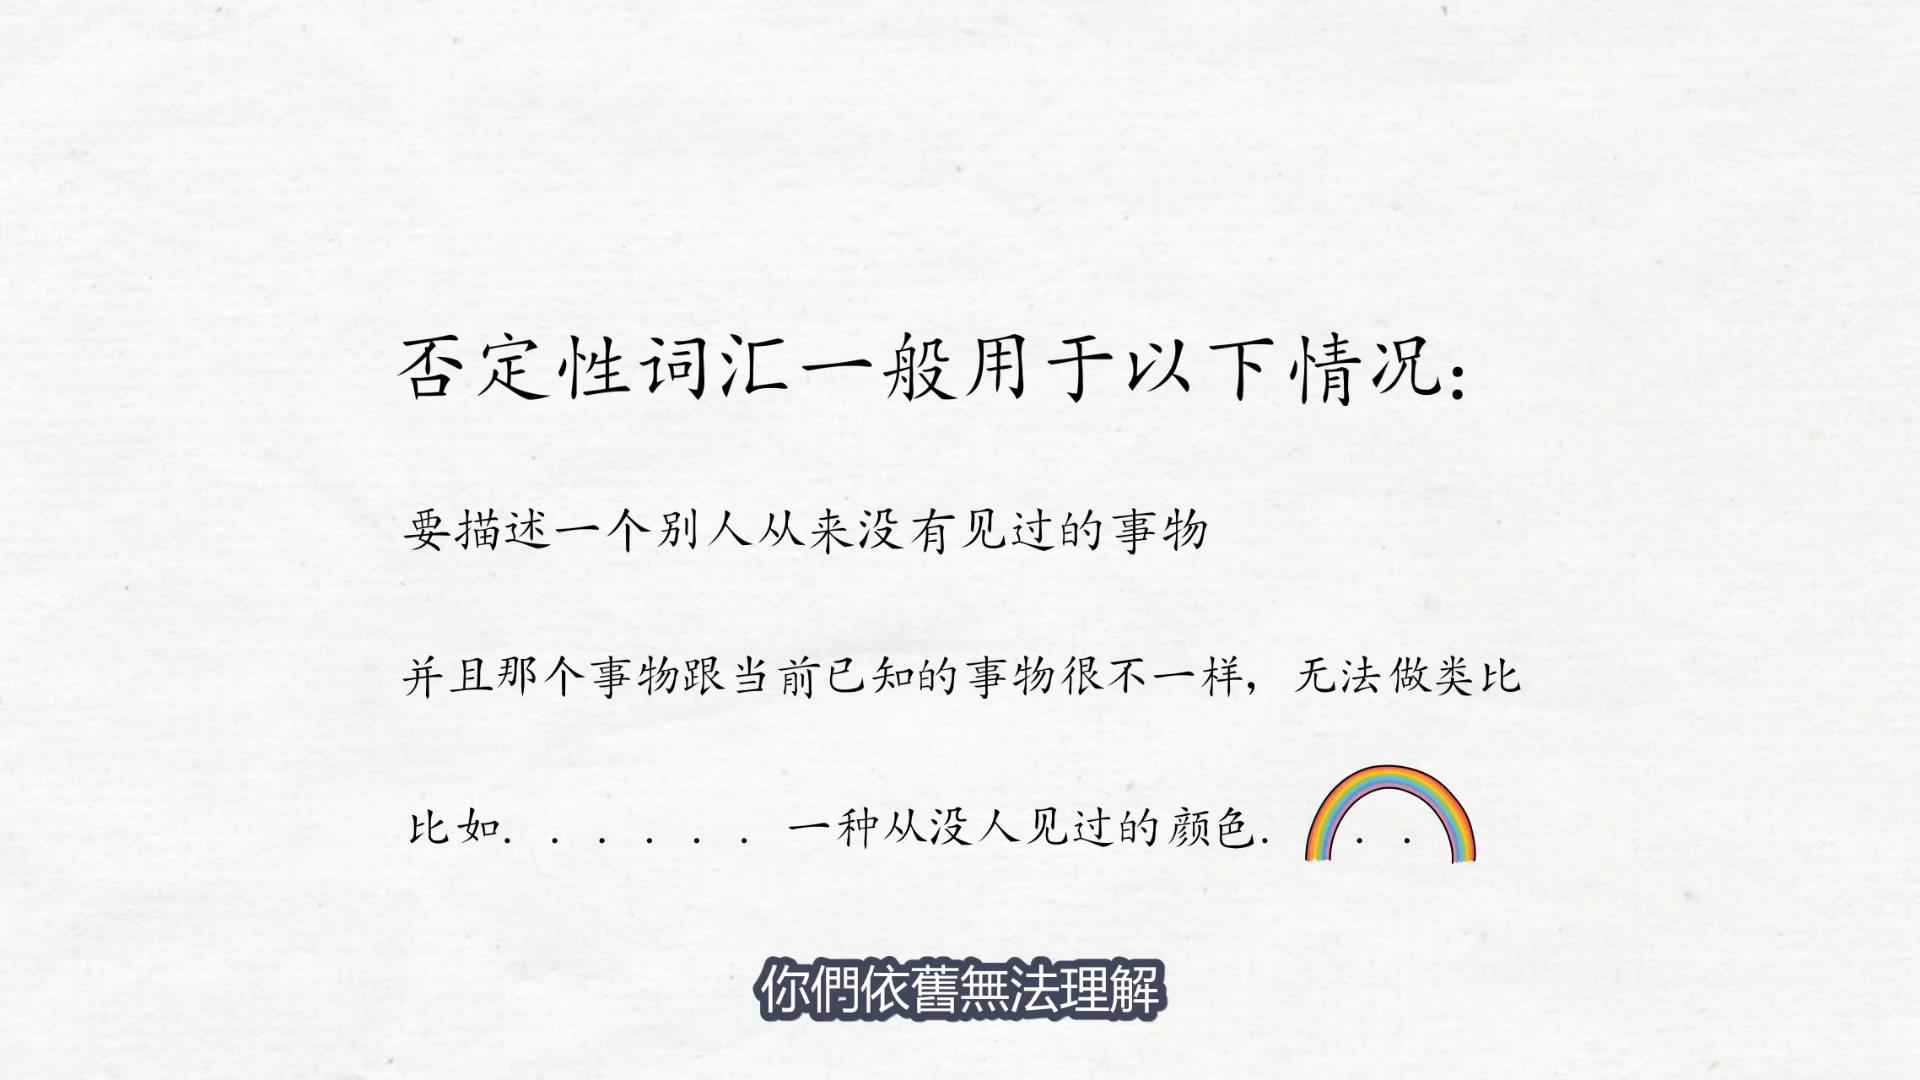 否定性词汇一般用于以下情况：
要描述一个别人从来没有见过的事物
并且那个事物跟当前已知的事物很不一样，无法做类比
比如. . . . . . 一种从没人见过的颜色. . .
你們依舊無法理解